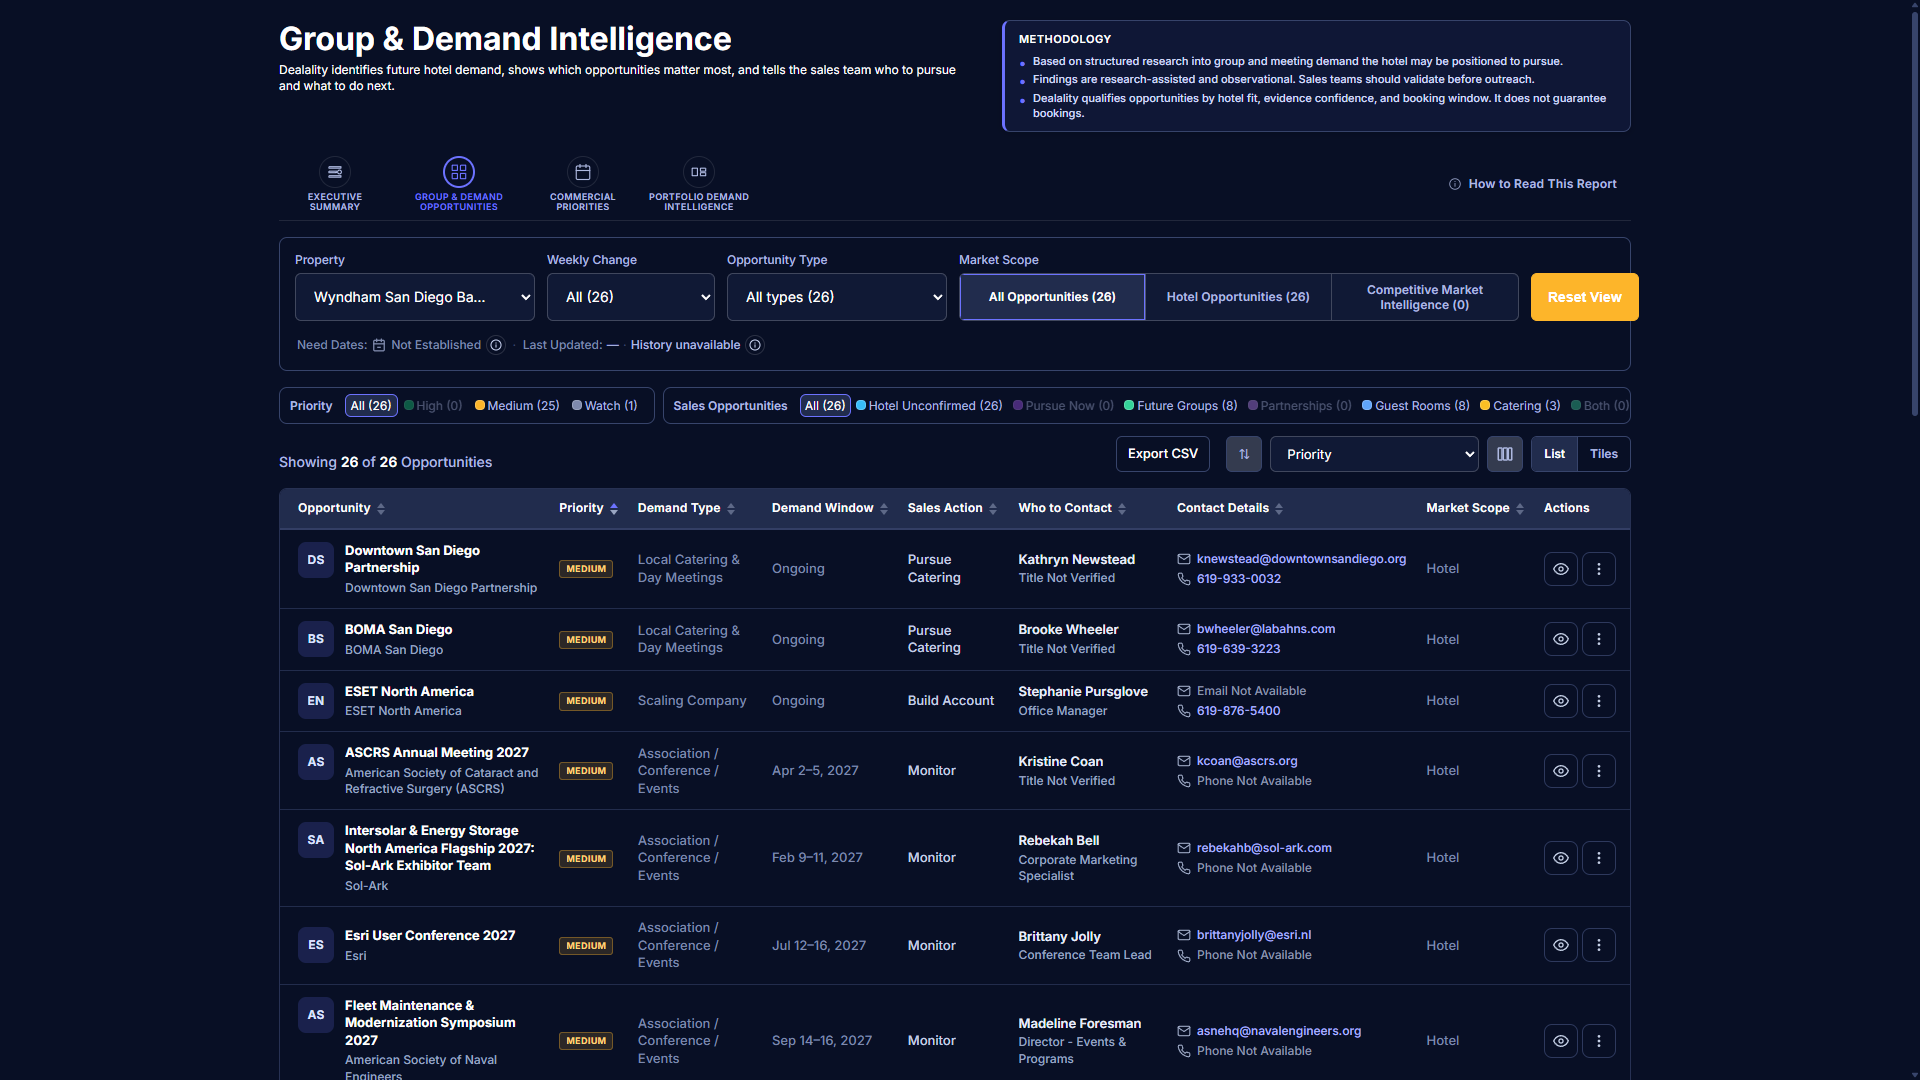 Group & Demand Intelligence
Dealality identifies future hotel demand, shows which opportunities matter most, and tells the sales team who to pursue
and what to do next.
METHODOLOGY
Based on structured research into group and meeting demand the hotel may be positioned to pursue.
Findings are research-assisted and observational. Sales teams should validate before outreach.
Dealality qualifies opportunities by hotel fit, evidence confidence, and booking window. It does not guarantee
bookings.
EXECUTIVE
SUMMARY
GROUP & DEMAND
OPPORTUNITIES
COMMERCIAL
PRIORITIES
PORTFOLIO DEMAND
INTELLIGENCE
How to Read This Report
Property
Weekly Change
Opportunity Type
Market Scope
Wyndham San Diego Ba...
All (26)
All types (26)
All Opportunities (26)
Hotel Opportunities (26)
Competitive Market
Intelligence (0)
Reset View
Need Dates: Not Established · Last Updated: — · History unavailable
Priority All (26) High (0) Medium (25) Watch (1)
Sales Opportunities All (26) Hotel Unconfirmed (26) Pursue Now (0) Future Groups (8) Partnerships (0) Guest Rooms (8) Catering (3) Both (0)
Showing 26 of 26 Opportunities
Export CSV
Priority
List
Tiles
Opportunity Priority Demand Type Demand Window Sales Action Who to Contact Contact Details Market Scope Actions
DS
Downtown San Diego
Partnership
Downtown San Diego Partnership
MEDIUM
Local Catering &
Day Meetings
Ongoing
Pursue
Catering
Kathryn Newstead
Title Not Verified
knewstead@downtownsandiego.org
619-933-0032
Hotel
BS
BOMA San Diego
BOMA San Diego
MEDIUM
Local Catering &
Day Meetings
Ongoing
Pursue
Catering
Brooke Wheeler
Title Not Verified
bwheeler@labahns.com
619-639-3223
Hotel
EN
ESET North America
ESET North America
MEDIUM
Scaling Company
Ongoing
Build Account
Stephanie Pursglove
Office Manager
Email Not Available
619-876-5400
Hotel
AS
ASCRS Annual Meeting 2027
American Society of Cataract and
Refractive Surgery (ASCRS)
MEDIUM
Association /
Conference /
Events
Apr 2–5, 2027
Monitor
Kristine Coan
Title Not Verified
kcoan@ascrs.org
Phone Not Available
Hotel
SA
Intersolar & Energy Storage
North America Flagship 2027:
Sol-Ark Exhibitor Team
Sol-Ark
MEDIUM
Association /
Conference /
Events
Feb 9–11, 2027
Monitor
Rebekah Bell
Corporate Marketing
Specialist
rebekahb@sol-ark.com
Phone Not Available
Hotel
ES
Esri User Conference 2027
Esri
MEDIUM
Association /
Conference /
Events
Jul 12–16, 2027
Monitor
Brittany Jolly
Conference Team Lead
brittanyjolly@esri.nl
Phone Not Available
Hotel
AS
Fleet Maintenance &
Modernization Symposium
2027
American Society of Naval
Engineers
MEDIUM
Association /
Conference /
Events
Sep 14–16, 2027
Monitor
Madeline Foresman
Director - Events &
Programs
asnehq@navalengineers.org
Phone Not Available
Hotel